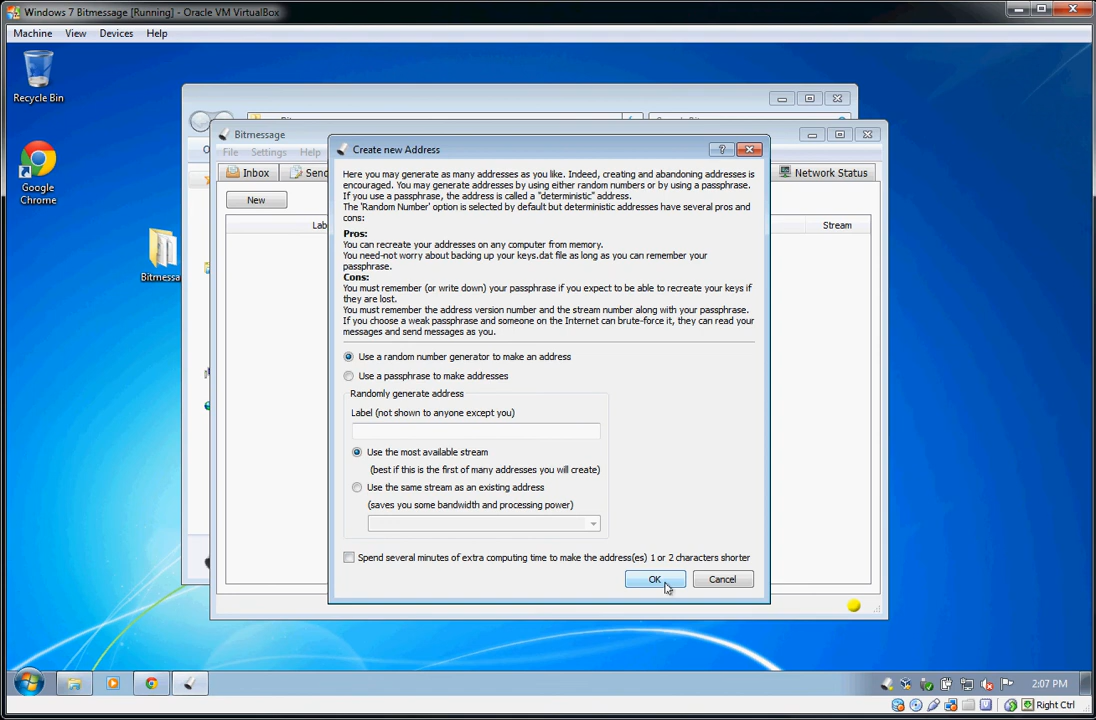 Windows 7 Bitmessage [Running] - Oracle VM VirtualBox
Machine View Devices Help
Recycle Bin
Google
Chrome
Bitmessa
Bitmessage
File Settings Help
Inbox Send Network Status
New
Lab Stream
Create new Address
Here you may generate as many addresses as you like. Indeed, creating and abandoning addresses is
encouraged. You may generate addresses by using either random numbers or by using a passphrase.
If you use a passphrase, the address is called a "deterministic" address.
The 'Random Number' option is selected by default but deterministic addresses have several pros and
cons:
Pros:
You can recreate your addresses on any computer from memory.
You need-not worry about backing up your keys.dat file as long as you can remember your
passphrase.
Cons:
You must remember (or write down) your passphrase if you expect to be able to recreate your keys if
they are lost.
You must remember the address version number and the stream number along with your passphrase.
If you choose a weak passphrase and someone on the Internet can brute-force it, they can read your
messages and send messages as you.
Use a random number generator to make an address
Use a passphrase to make addresses
Randomly generate address
Label (not shown to anyone except you)
Use the most available stream
(best if this is the first of many addresses you will create)
Use the same stream as an existing address
(saves you some bandwidth and processing power)
Spend several minutes of extra computing time to make the address(es) 1 or 2 characters shorter
OK Cancel
2:07 PM
Right Ctrl